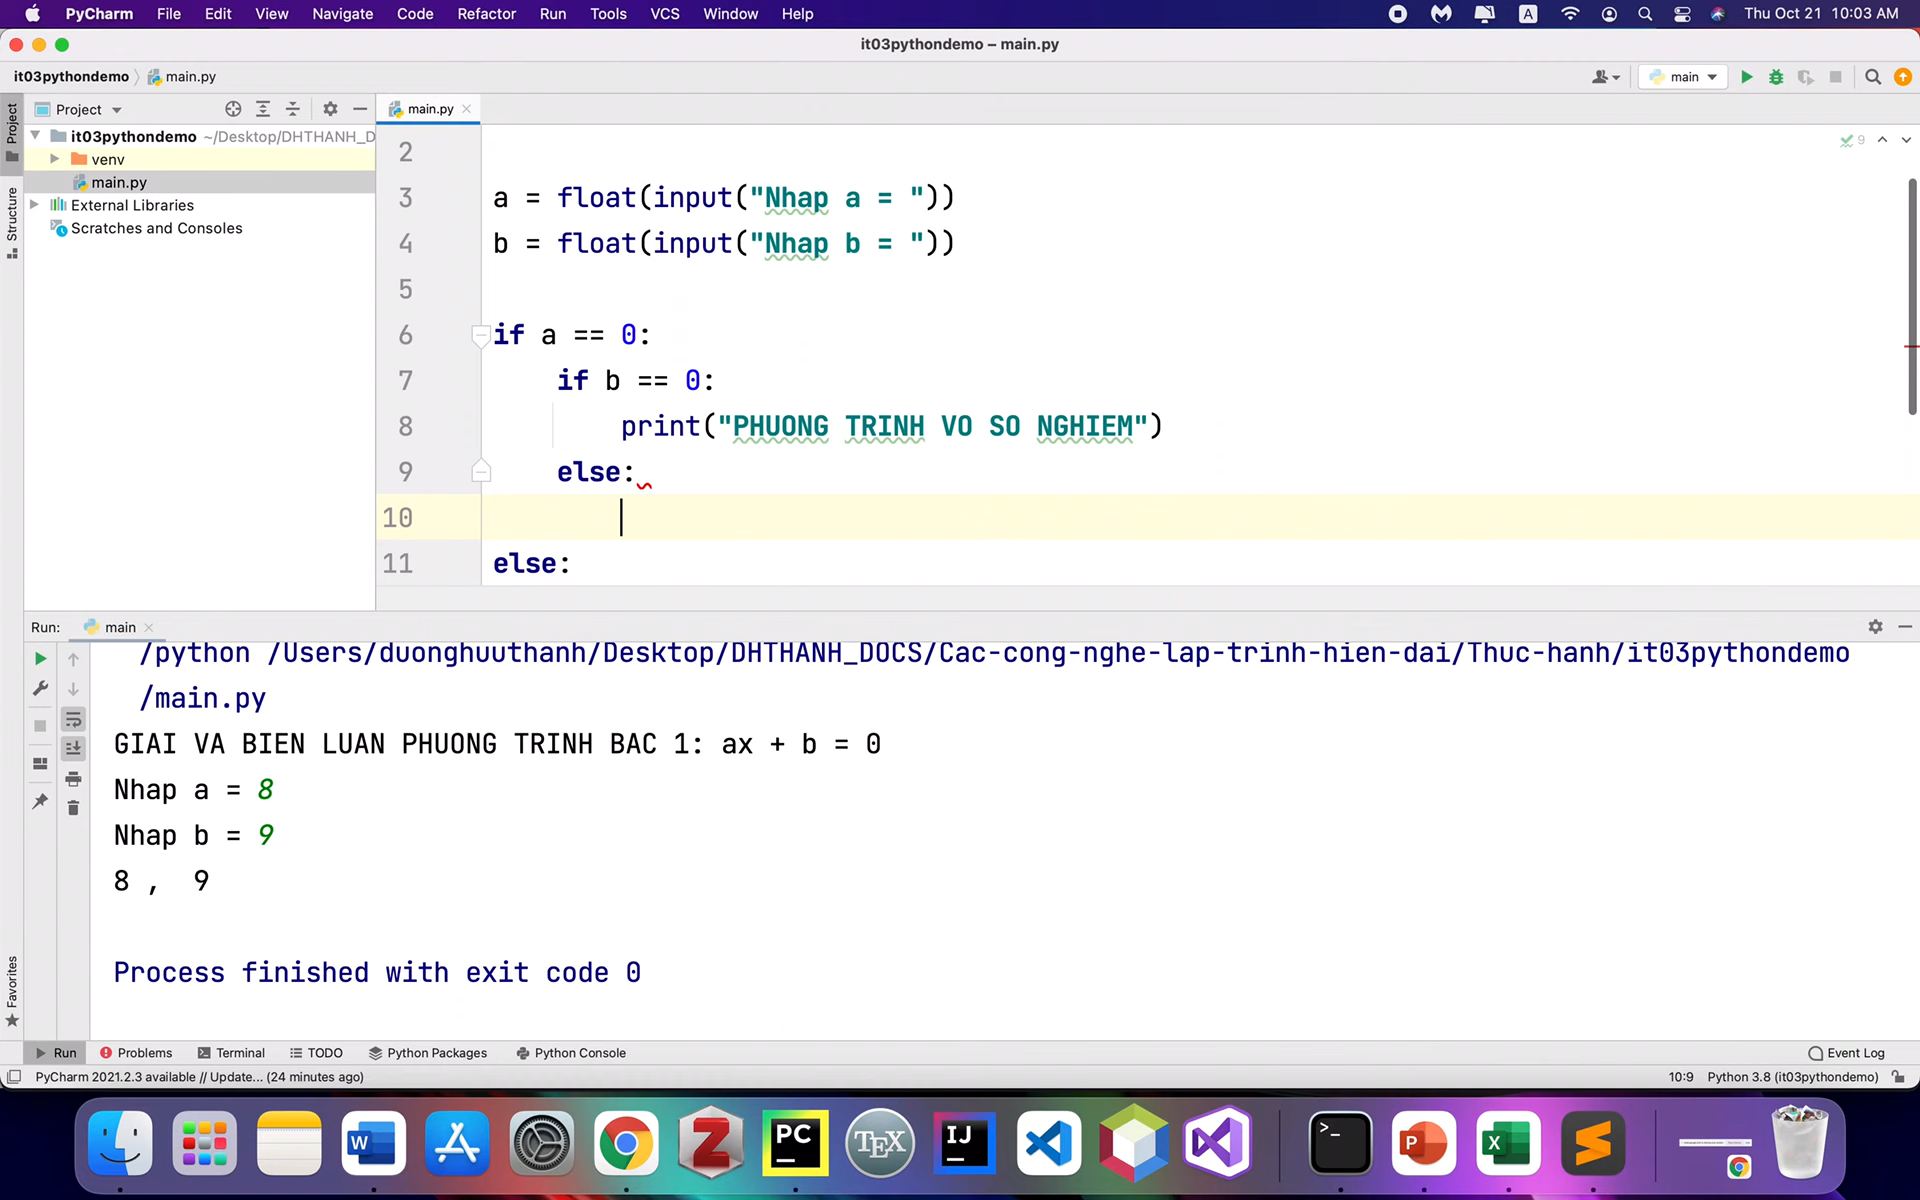 PyCharm File Edit View Navigate Code Refactor Run Tools VCS Window Help A Thu Oct 21 10:03 AM
it03pythondemo – main.py
it03pythondemo main.py main
Project Project main.py
it03pythondemo ~/Desktop/DHTHANH_D
venv
main.py
External Libraries
Scratches and Consoles
Structure
9
2
3 a = float(input("Nhap a = "))
4 b = float(input("Nhap b = "))
5
6 if a == 0:
7 if b == 0:
8 print("PHUONG TRINH VO SO NGHIEM")
9 else:
10
11 else:
Run: main
/python /Users/duonghuuthanh/Desktop/DHTHANH_DOCS/Cac-cong-nghe-lap-trinh-hien-dai/Thuc-hanh/it03pythondemo
/main.py
GIAI VA BIEN LUAN PHUONG TRINH BAC 1: ax + b = 0
Nhap a = 8
Nhap b = 9
8 , 9
Process finished with exit code 0
Favorites
Run Problems Terminal TODO Python Packages Python Console Event Log
PyCharm 2021.2.3 available // Update... (24 minutes ago) 10:9 Python 3.8 (it03pythondemo)
W Z PC TEX IJ >_ P X S